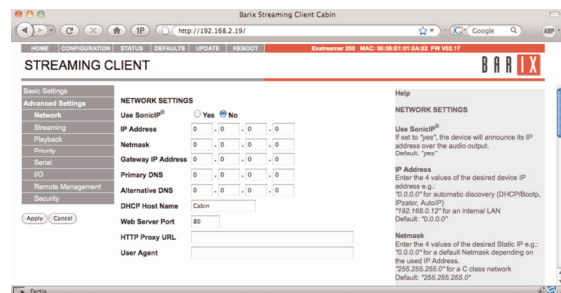 Barix Streaming Client Cabin
http://192.168.2.19/
Google
ABP
HOME CONFIGURATION STATUS DEFAULTS UPDATE REBOOT
Exstreamer 200 MAC: 00:08:E1:01:0A:02 FW V02.17
STREAMING CLIENT
BARIX
Basic Settings
Advanced Settings
Network
Streaming
Playback
Priority
Serial
I/O
Remote Management
Security
Apply Cancel
NETWORK SETTINGS
Use SonicIP® Yes No
IP Address 0 . 0 . 0 . 0
Netmask 0 . 0 . 0 . 0
Gateway IP Address 0 . 0 . 0 . 0
Primary DNS 0 . 0 . 0 . 0
Alternative DNS 0 . 0 . 0 . 0
DHCP Host Name Cabin
Web Server Port 80
HTTP Proxy URL
User Agent
Help
NETWORK SETTINGS
Use SonicIP®
If set to "yes", the device will announce its IP
address over the audio output.
Default: "yes"
IP Address
Enter the 4 values of the desired device IP
address e.g.:
"0.0.0.0" for automatic discovery (DHCP/Bootp,
IPzator, AutoIP)
"192.168.0.12" for an internal LAN
Default: "0.0.0.0"
Netmask
Enter the 4 values of the desired Static IP e.g.:
"0.0.0.0" for a default Netmask depending on
the used IP Address.
"255.255.255.0" for a C class network
Default: "255.255.255.0"
Fertig